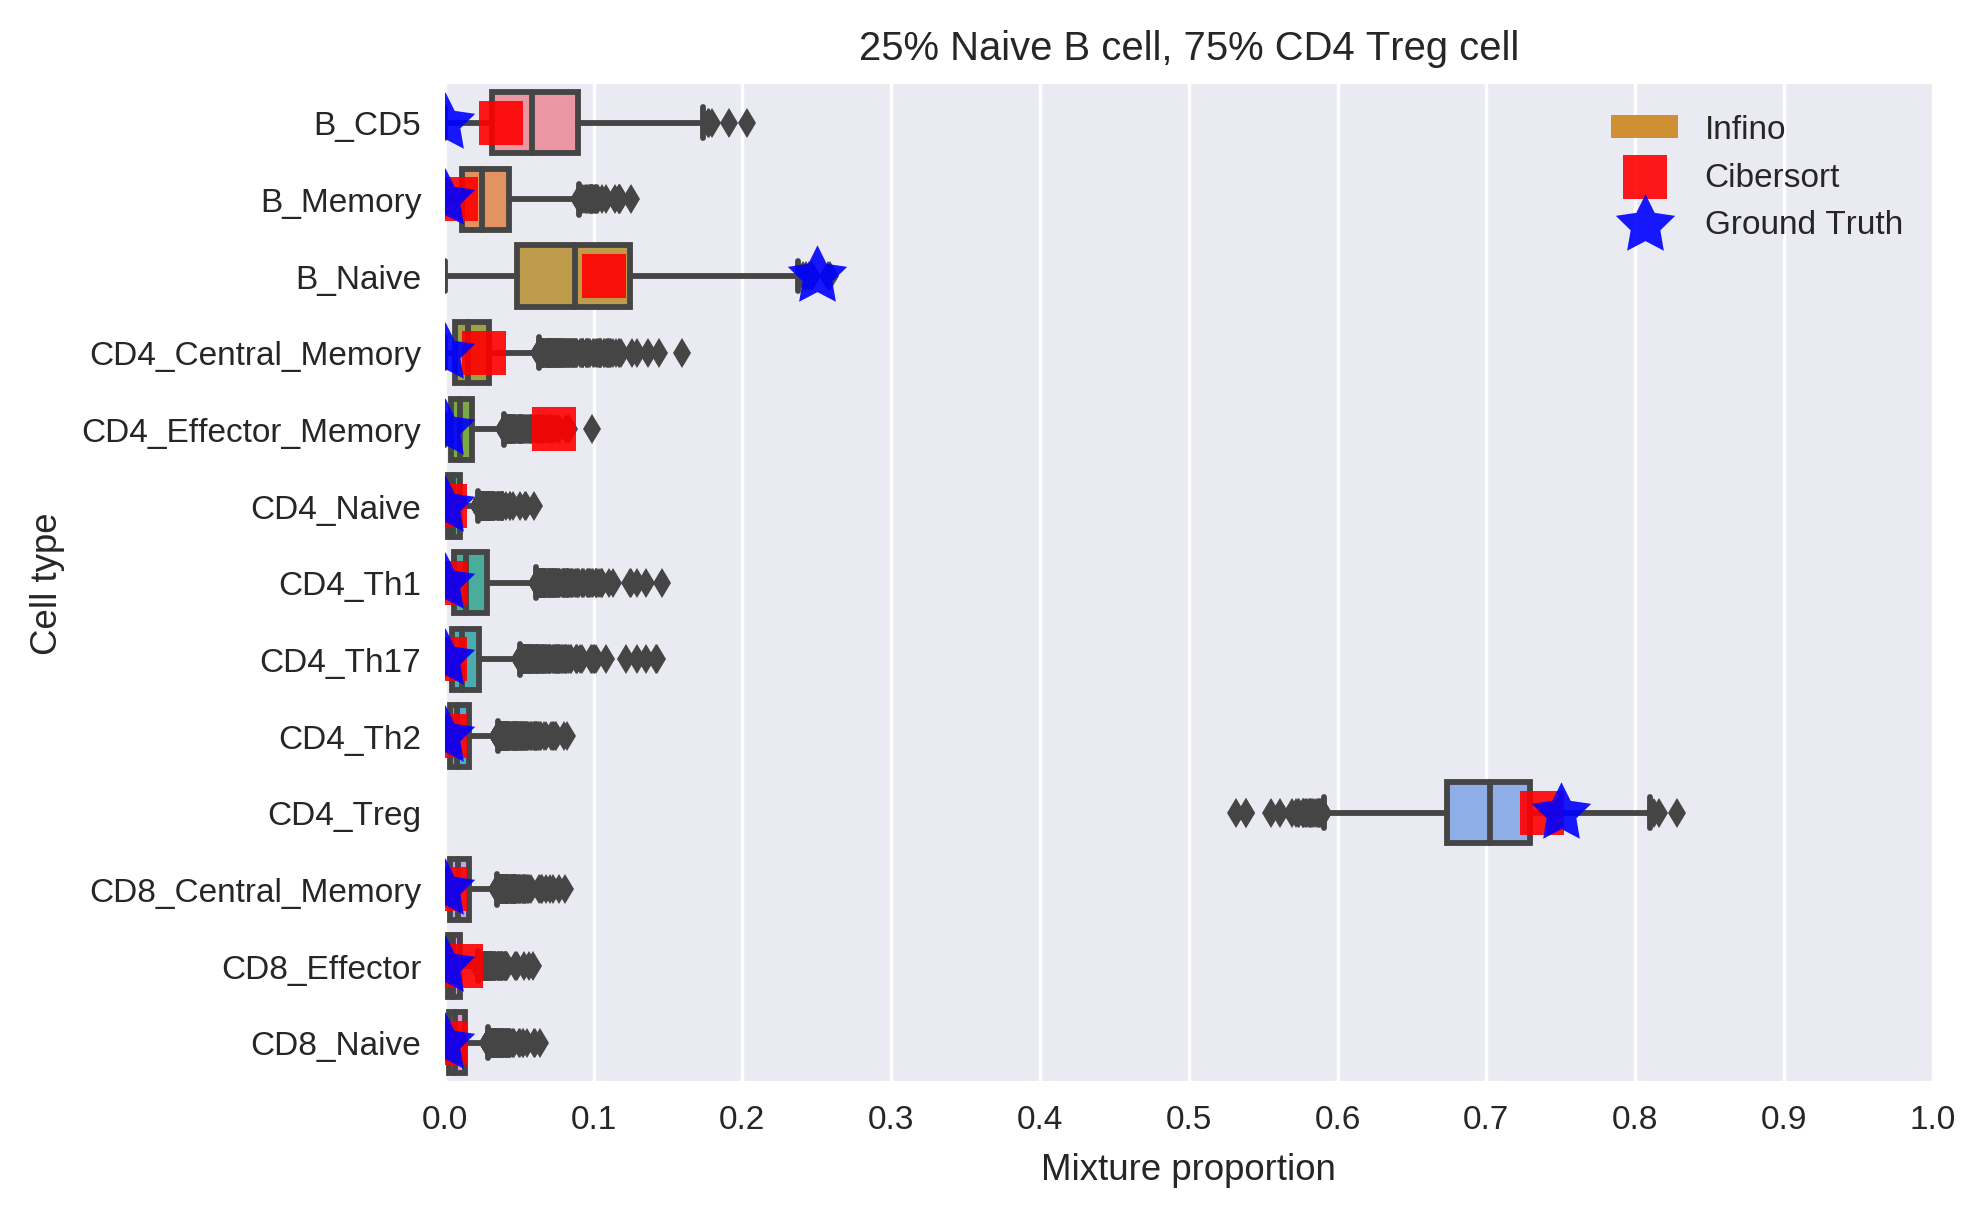 25% Naive B cell, 75% CD4 Treg cell
Infino
Cibersort
Ground Truth
Cell type
B_CD5
B_Memory
B_Naive
CD4_Central_Memory
CD4_Effector_Memory
CD4_Naive
CD4_Th1
CD4_Th17
CD4_Th2
CD4_Treg
CD8_Central_Memory
CD8_Effector
CD8_Naive
0.0 0.1 0.2 0.3 0.4 0.5 0.6 0.7 0.8 0.9 1.0
Mixture proportion